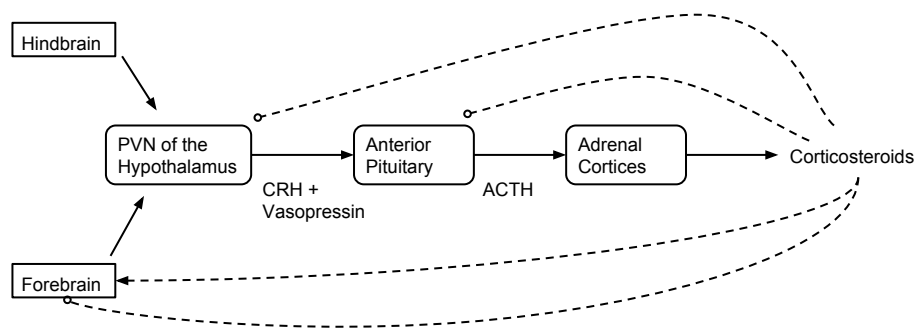 Hindbrain
PVN of the
Hypothalamus
Anterior
Pituitary
Adrenal
Cortices
Corticosteroids
CRH +
Vasopressin
ACTH
Forebrain